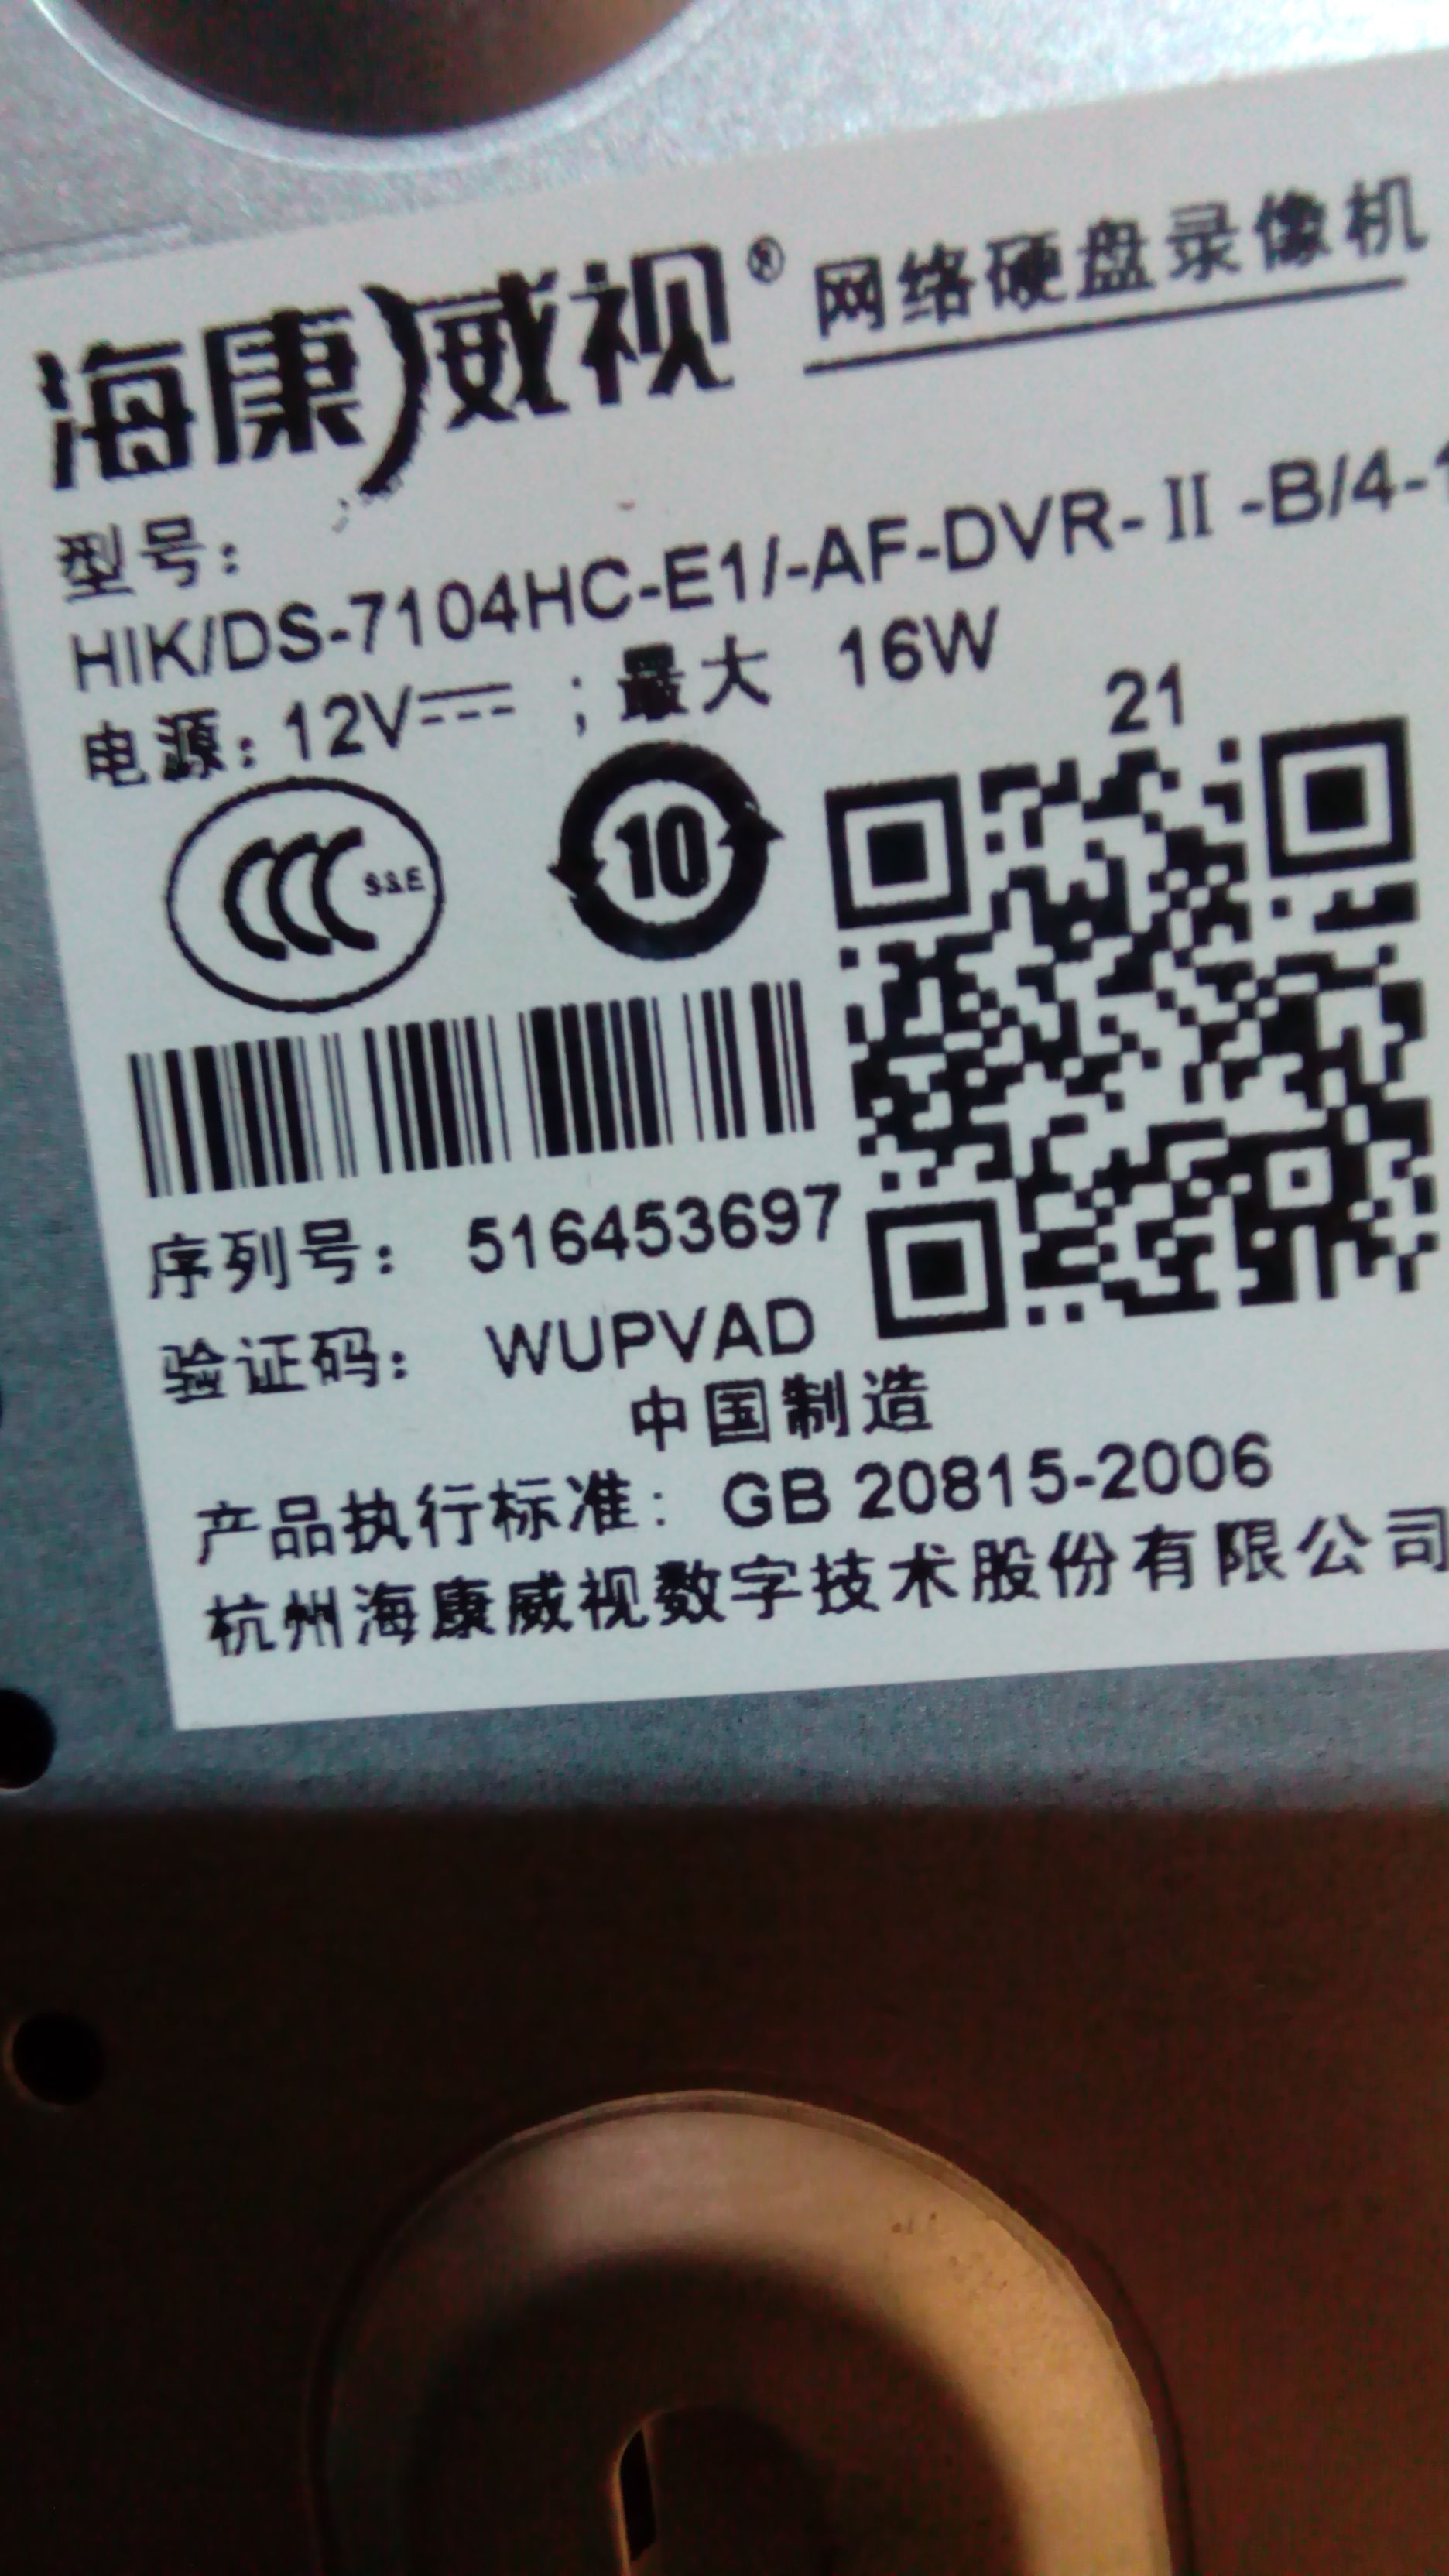 海康威视® 网络硬盘录像机
型号：
HIK/DS-7104HC-E1/-AF-DVR-II-B/4-1
电源：12V⎓ ；最大 16W
21
CCC S&E
10
序列号： 516453697
验证码： WUPVAD
中国制造
产品执行标准：GB 20815-2006
杭州海康威视数字技术股份有限公司